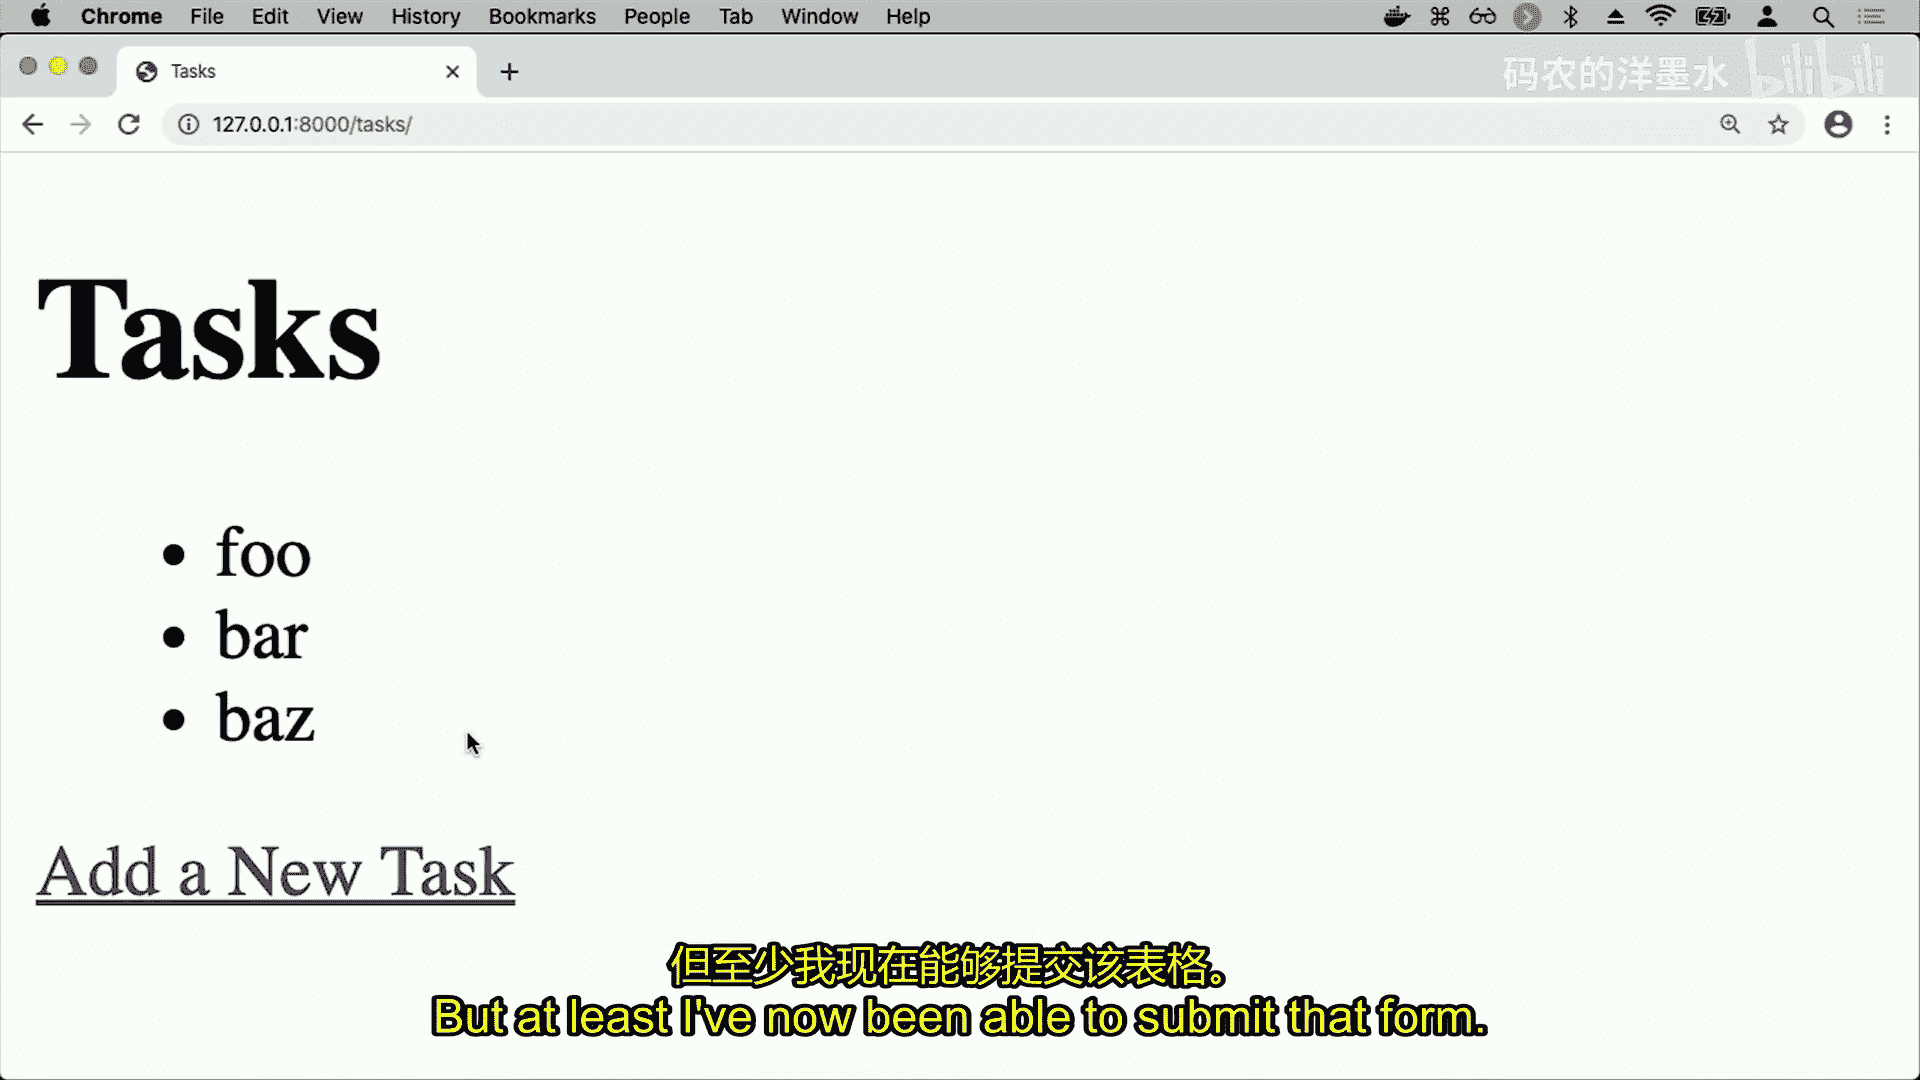 Chrome File Edit View History Bookmarks People Tab Window Help
Tasks
码农的洋墨水 bilibili
127.0.0.1:8000/tasks/
Tasks
foo
bar
baz
Add a New Task
但至少我现在能够提交该表格。
But at least I've now been able to submit that form.